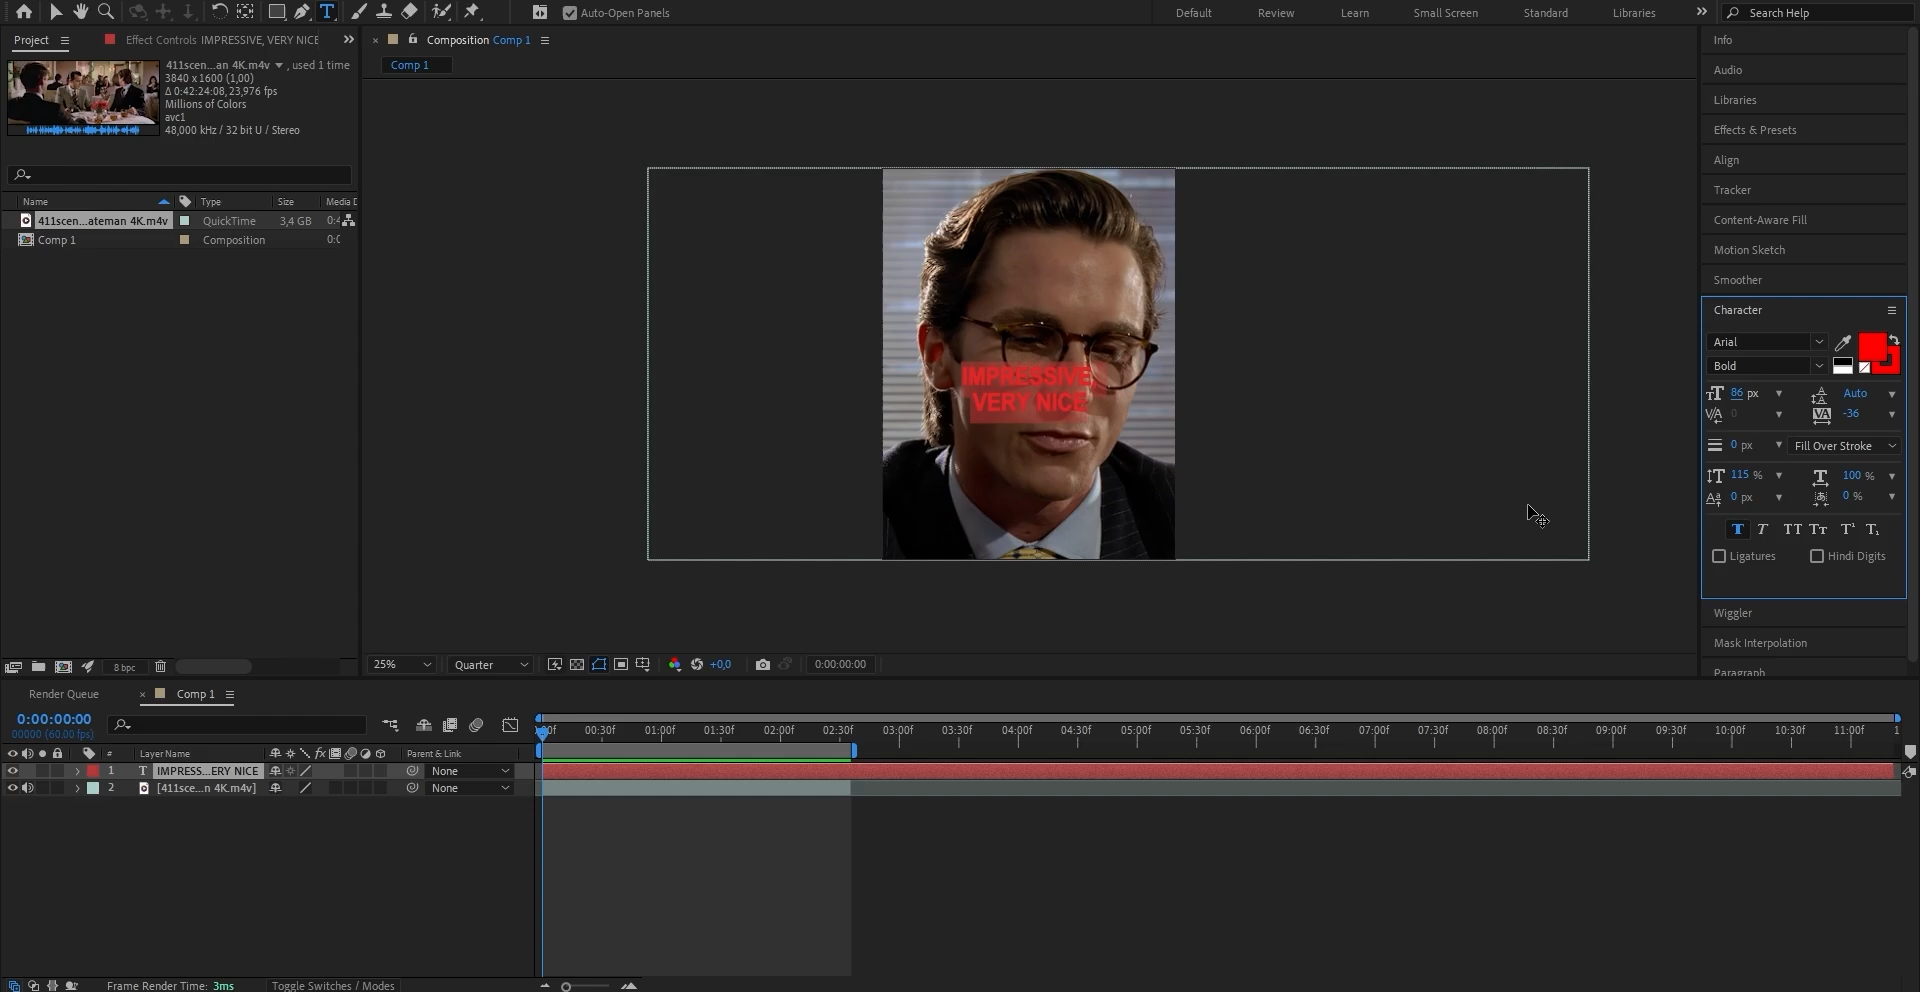 Auto-Open Panels
Default
Review
Learn
Small Screen
Standard
Libraries
Search Help
Project
Effect Controls IMPRESSIVE, VERY NICE
411scen...an 4K.m4v ▼ , used 1 time
3840 x 1600 (1,00)
Δ 0:42:24:08, 23,976 fps
Millions of Colors
avc1
48,000 kHz / 32 bit U / Stereo
Name
Type
Size
Media D
411scen...ateman 4K.m4v
QuickTime
3,4 GB
0:4
Comp 1
Composition
0:0
8 bpc
Composition Comp 1
Comp 1
IMPRESSIVE,
VERY NICE
25%
Quarter
+0,0
0:00:00:00
Info
Audio
Libraries
Effects & Presets
Align
Tracker
Content-Aware Fill
Motion Sketch
Smoother
Character
Arial
Bold
86 px
Auto
0
-36
0 px
Fill Over Stroke
115 %
100 %
0 px
0 %
T T TT Tт T¹ T₁
Ligatures
Hindi Digits
Wiggler
Mask Interpolation
Paragraph
Render Queue
Comp 1
0:00:00:00
00000 (60.00 fps)
00f 00:30f 01:00f 01:30f 02:00f 02:30f 03:00f 03:30f 04:00f 04:30f 05:00f 05:30f 06:00f 06:30f 07:00f 07:30f 08:00f 08:30f 09:00f 09:30f 10:00f 10:30f 11:00f 1
# Layer Name
fx
Parent & Link
1 T IMPRESS...ERY NICE
None
2 [411sce...n 4K.m4v]
None
Frame Render Time: 3ms
Toggle Switches / Modes